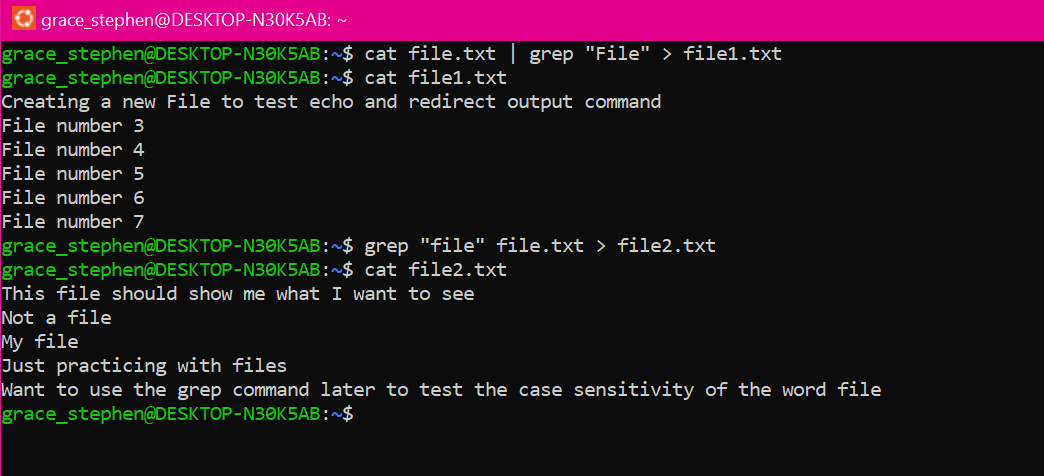 grace_stephen@DESKTOP-N30K5AB: ~
grace_stephen@DESKTOP-N30K5AB:~$ cat file.txt | grep "File" > file1.txt
grace_stephen@DESKTOP-N30K5AB:~$ cat file1.txt
Creating a new File to test echo and redirect output command
File number 3
File number 4
File number 5
File number 6
File number 7
grace_stephen@DESKTOP-N30K5AB:~$ grep "file" file.txt > file2.txt
grace_stephen@DESKTOP-N30K5AB:~$ cat file2.txt
This file should show me what I want to see
Not a file
My file
Just practicing with files
Want to use the grep command later to test the case sensitivity of the word file
grace_stephen@DESKTOP-N30K5AB:~$